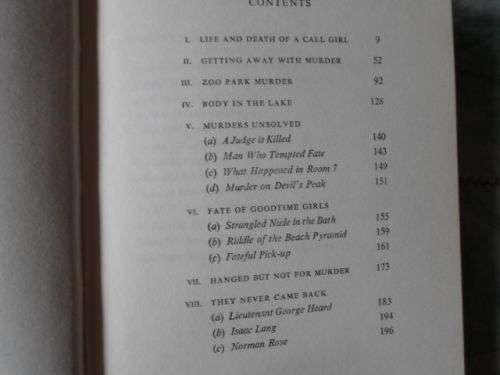 CONTENTS
I. LIFE AND DEATH OF A CALL GIRL 9
II. GETTING AWAY WITH MURDER 52
III. ZOO PARK MURDER 92
IV. BODY IN THE LAKE 128
V. MURDERS UNSOLVED
(a) A Judge is Killed 140
(b) Man Who Tempted Fate 143
(c) What Happened in Room ? 149
(d) Murder on Devil's Peak 151
VI. FATE OF GOODTIME GIRLS
(a) Strangled Nude in the Bath 155
(b) Riddle of the Beach Pyramid 159
(c) Fateful Pick-up 161
VII. HANGED BUT NOT FOR MURDER 173
VIII. THEY NEVER CAME BACK
(a) Lieutenant George Heard 183
(b) Isaac Lang 194
(c) Norman Rose 196